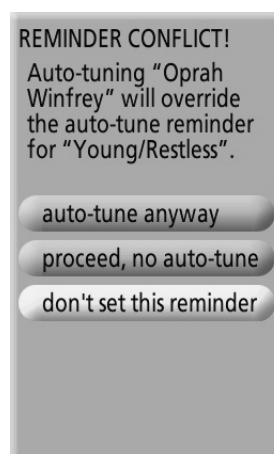 REMINDER CONFLICT!
Auto-tuning “Oprah
Winfrey” will override
the auto-tune reminder
for “Young/Restless”.
auto-tune anyway
proceed, no auto-tune
don't set this reminder